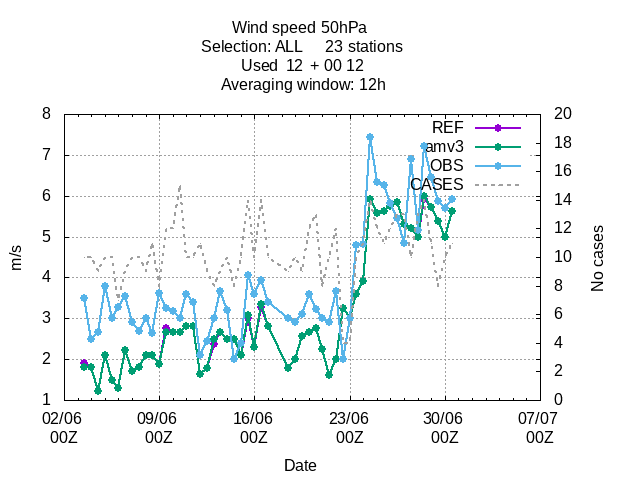 Wind speed 50hPa
Selection: ALL 23 stations
Used 12 + 00 12
Averaging window: 12h
8 20
REF
18
amv3
7
16
OBS
6 CASES 14
12
5
10
m/s No cases
4
8
6
3
4
2
2
1 0
02/06 09/06 16/06 23/06 30/06 07/07
00Z 00Z 00Z 00Z 00Z 00Z
Date